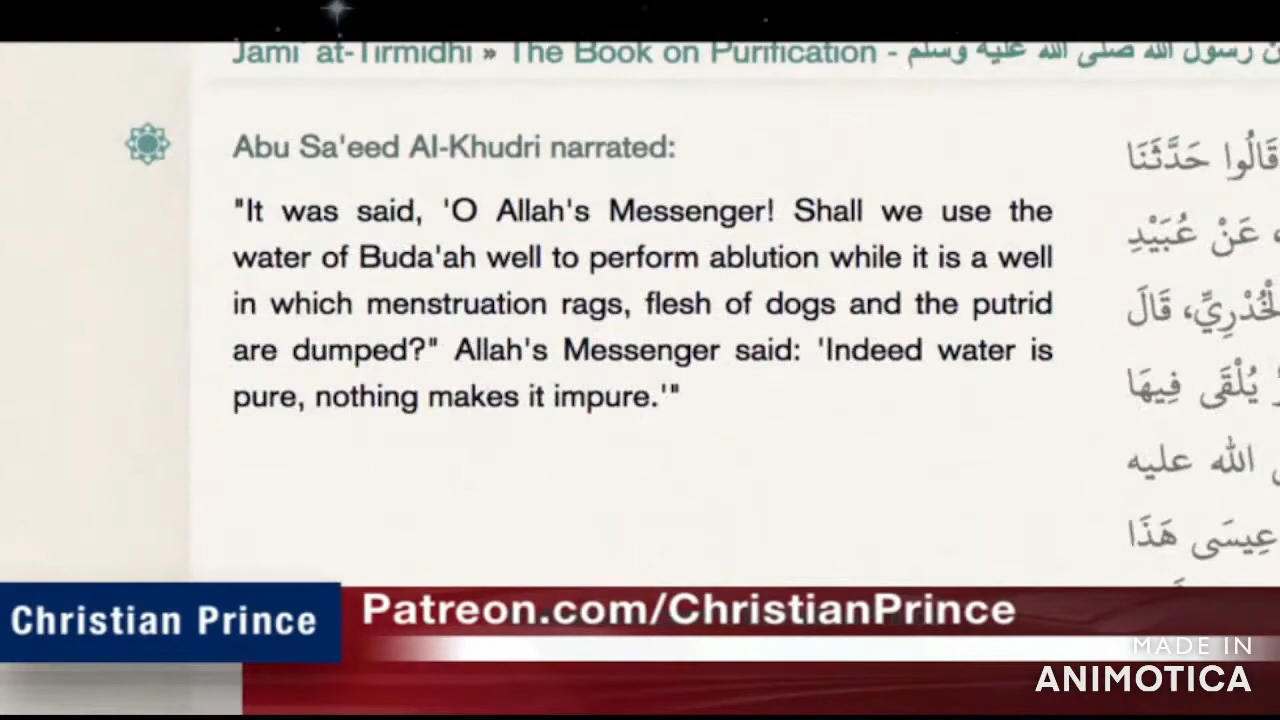 Jami` at-Tirmidhi » The Book on Purification - رسول الله صلى الله عليه وسلم
Abu Sa'eed Al-Khudri narrated:
"It was said, 'O Allah's Messenger! Shall we use the
water of Buda'ah well to perform ablution while it is a well
in which menstruation rags, flesh of dogs and the putrid
are dumped?" Allah's Messenger said: 'Indeed water is
pure, nothing makes it impure.'"
قَالُوا حَدَّثَنَا
عَنْ عُبَيْدِ
الْخُدْرِيِّ، قَالَ
يُلْقَى فِيهَا
الله عليه
عِيسَى هَذَا
Christian Prince
Patreon.com/ChristianPrince
MADE IN
ANIMOTICA